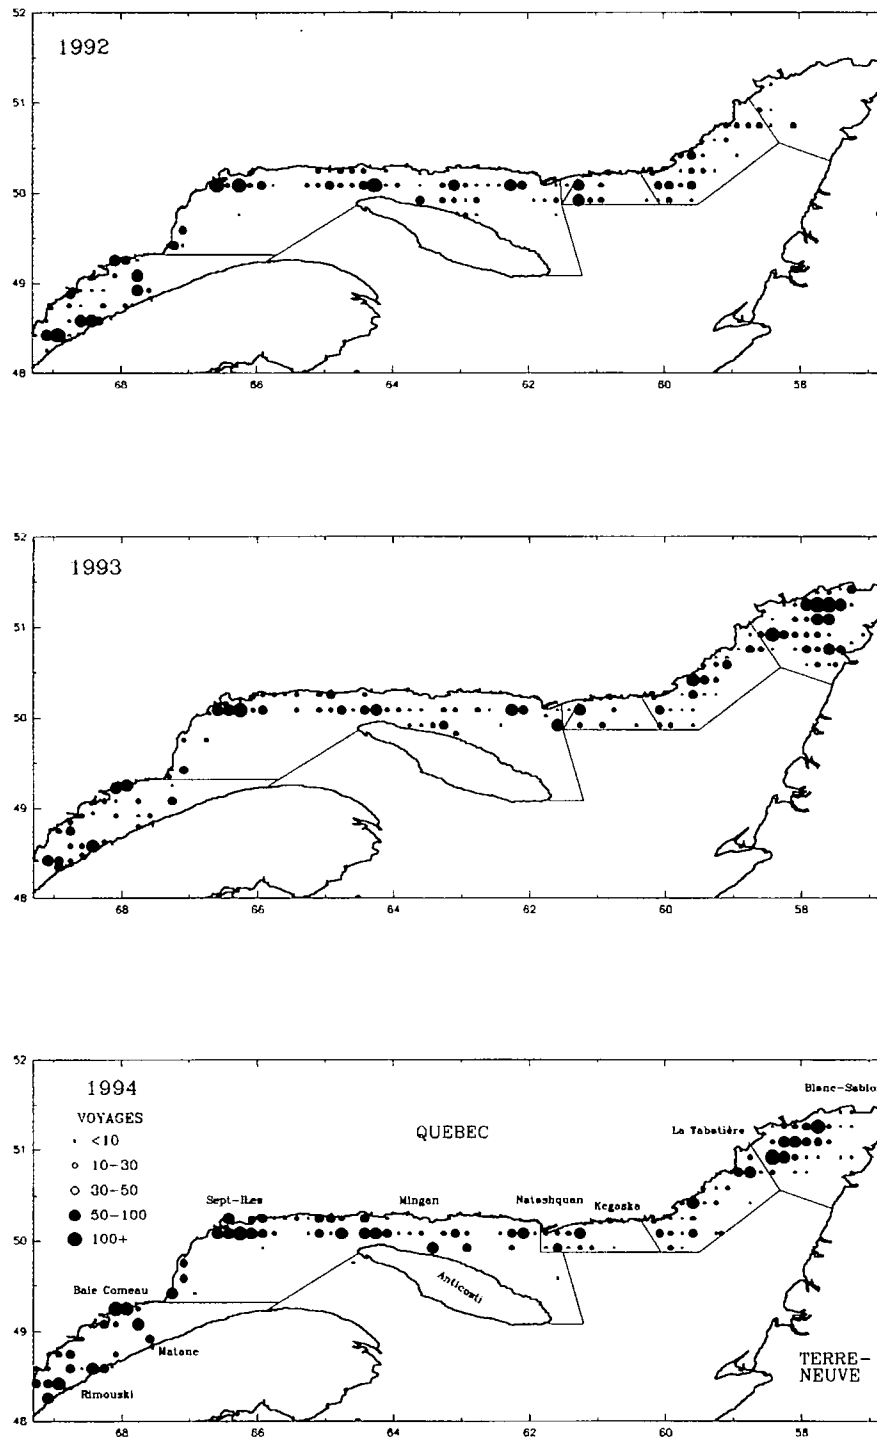 1992
52
51
50
49
48
68
66
64
62
60
58
1993
52
51
50
49
48
68
66
64
62
60
58
1994
VOYAGES
<10
10-30
30-50
50-100
100+
QUEBEC
Blanc-Sablo
La Tabatière
Sept-Iles
Mingan
Natashquan
Kegaska
Baie Comeau
Anticosti
Matane
Rimouski
TERRE-
NEUVE
52
51
50
49
48
68
66
64
62
60
58